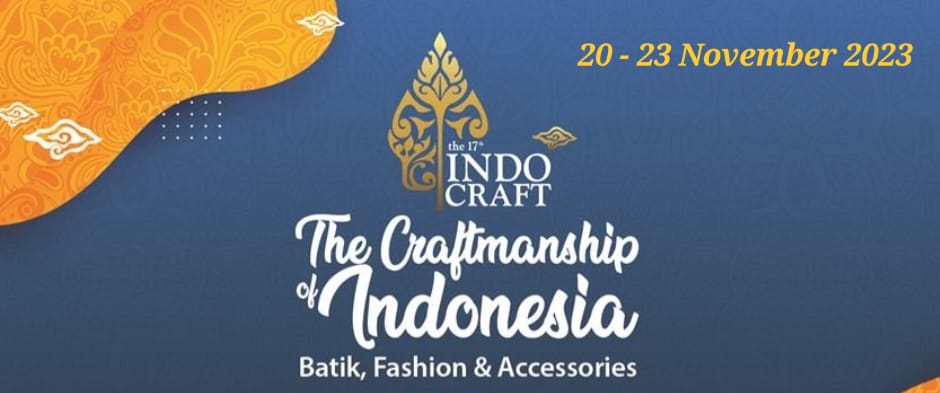 20 - 23 November 2023
the 17th
INDO
CRAFT
The Craftmanship
of Indonesia
Batik, Fashion & Accessories